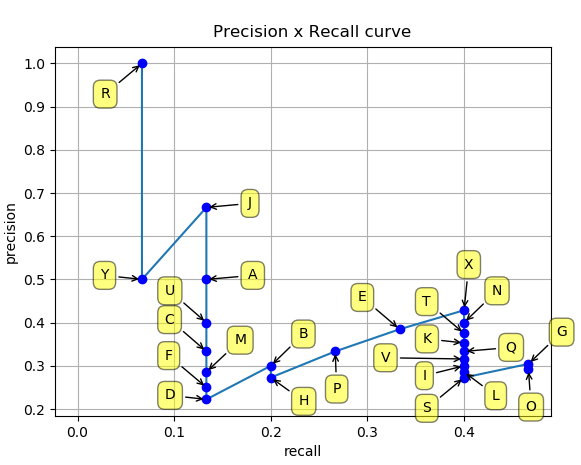 Precision x Recall curve
1.0
R
0.9
0.8
0.7
J
0.6
precision
0.5
Y
A
X
U
E
T
N
0.4
C
M
B
K
Q
G
F
V
0.3
I
P
D
H
S
L
O
0.2
0.0
0.1
0.2
0.3
0.4
recall